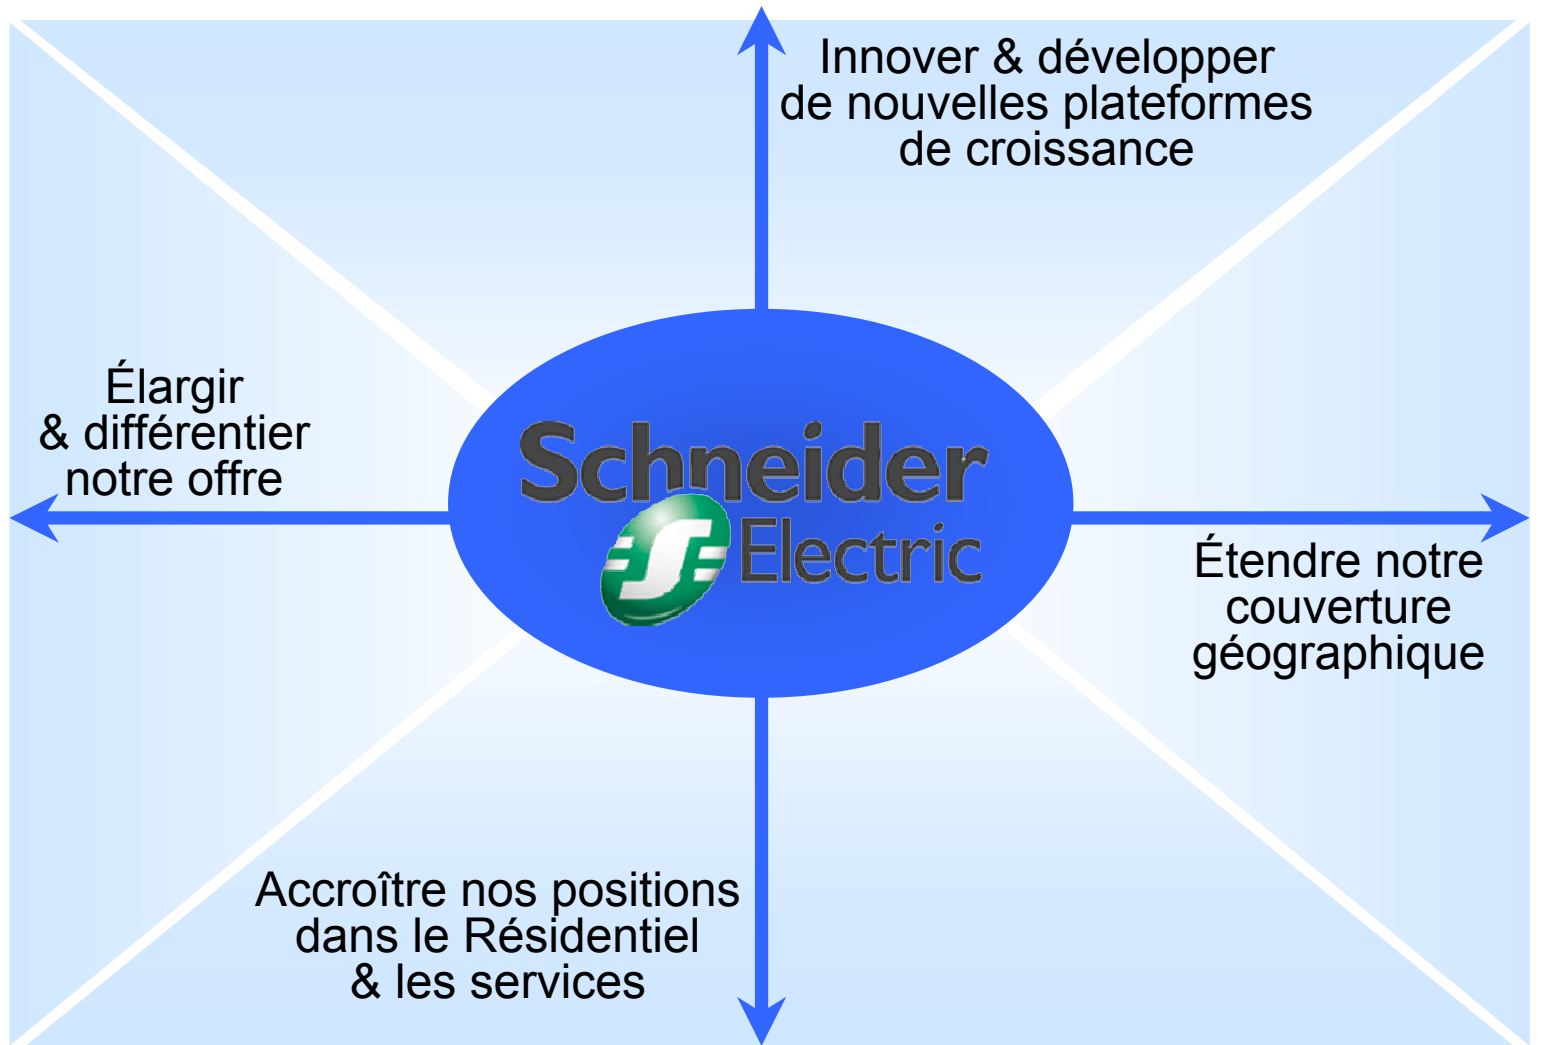 Innover & développer
de nouvelles plateformes
de croissance
Élargir
& différentier
notre offre
Schneider
Electric
Étendre notre
couverture
géographique
Accroître nos positions
dans le Résidentiel
& les services